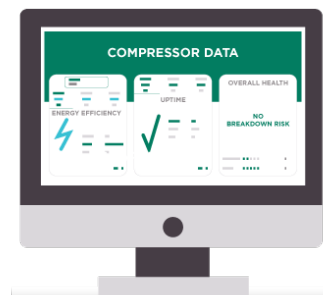 COMPRESSOR DATA
ENERGY EFFICIENCY
UPTIME
OVERALL HEALTH
NO
BREAKDOWN RISK